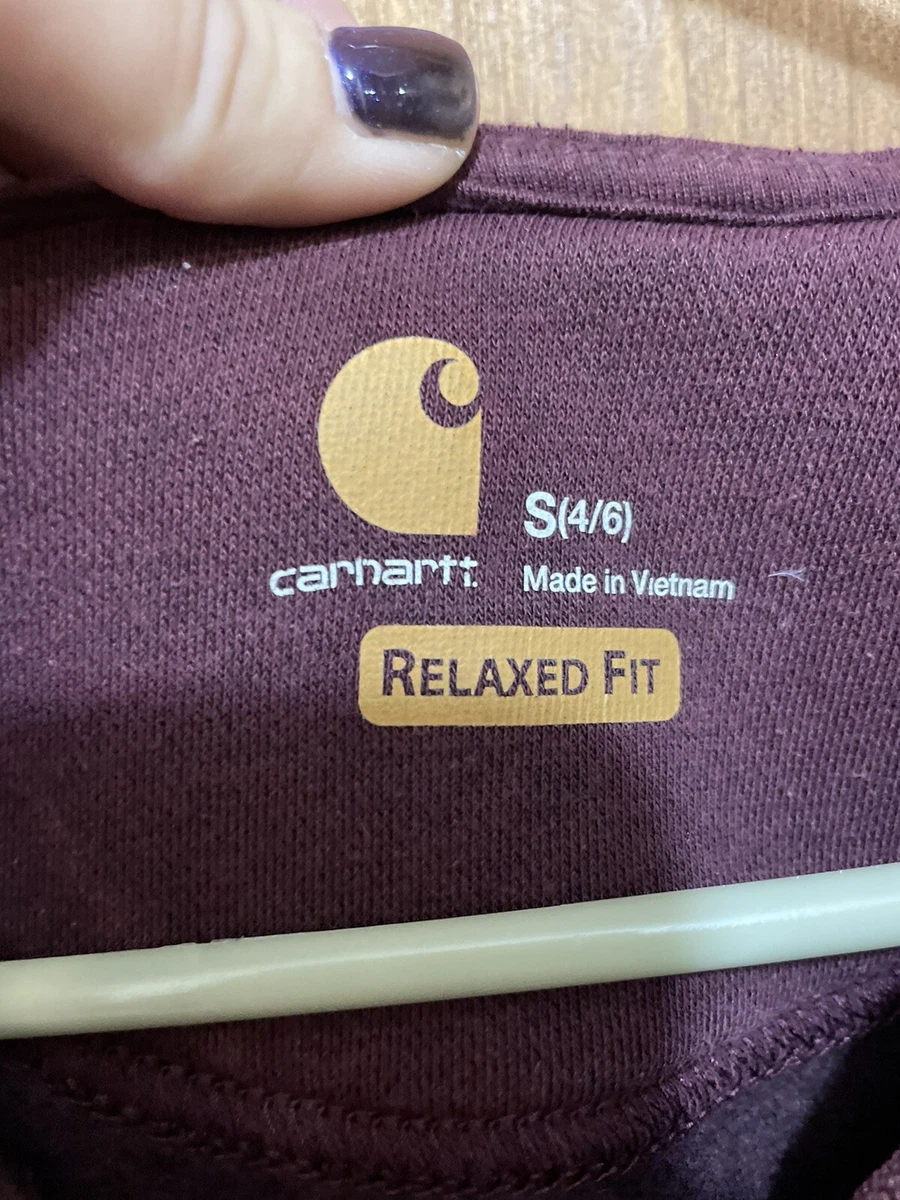 carhartt
S(4/6)
Made in Vietnam
RELAXED FIT